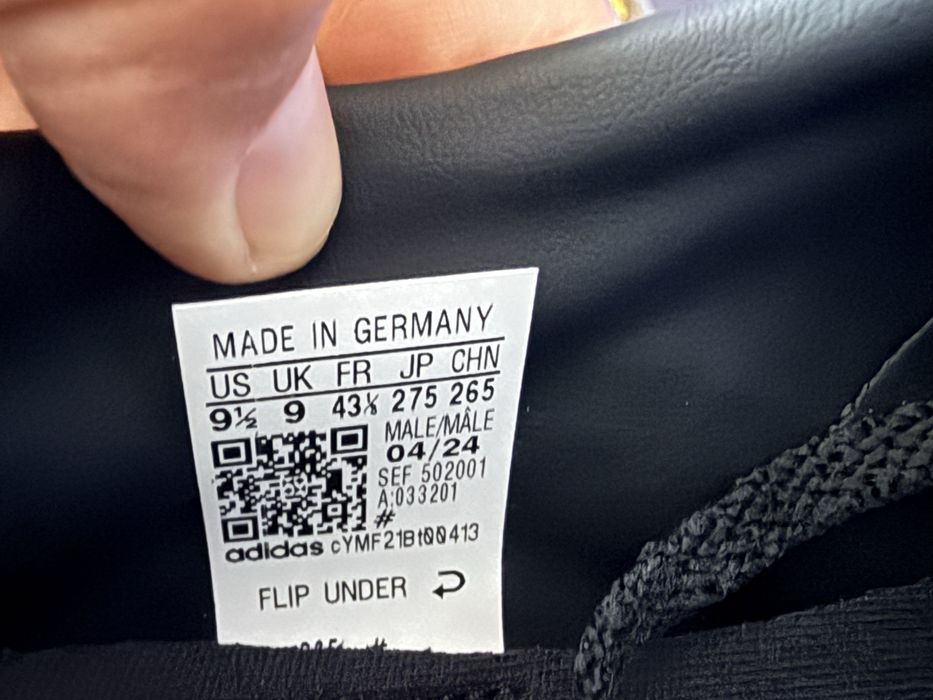 MADE IN GERMANY
US UK FR JP CHN
9½ 9 43⅓ 275 265
MALE/MÂLE
04/24
SEF 502001
A:033201
#
adidas cYMF21Bt00413
FLIP UNDER